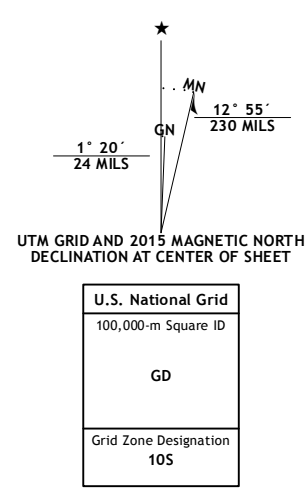 MN
GN
12° 55´
230 MILS
1° 20´
24 MILS
UTM GRID AND 2015 MAGNETIC NORTH
DECLINATION AT CENTER OF SHEET
U.S. National Grid
100,000-m Square ID
GD
Grid Zone Designation
10S